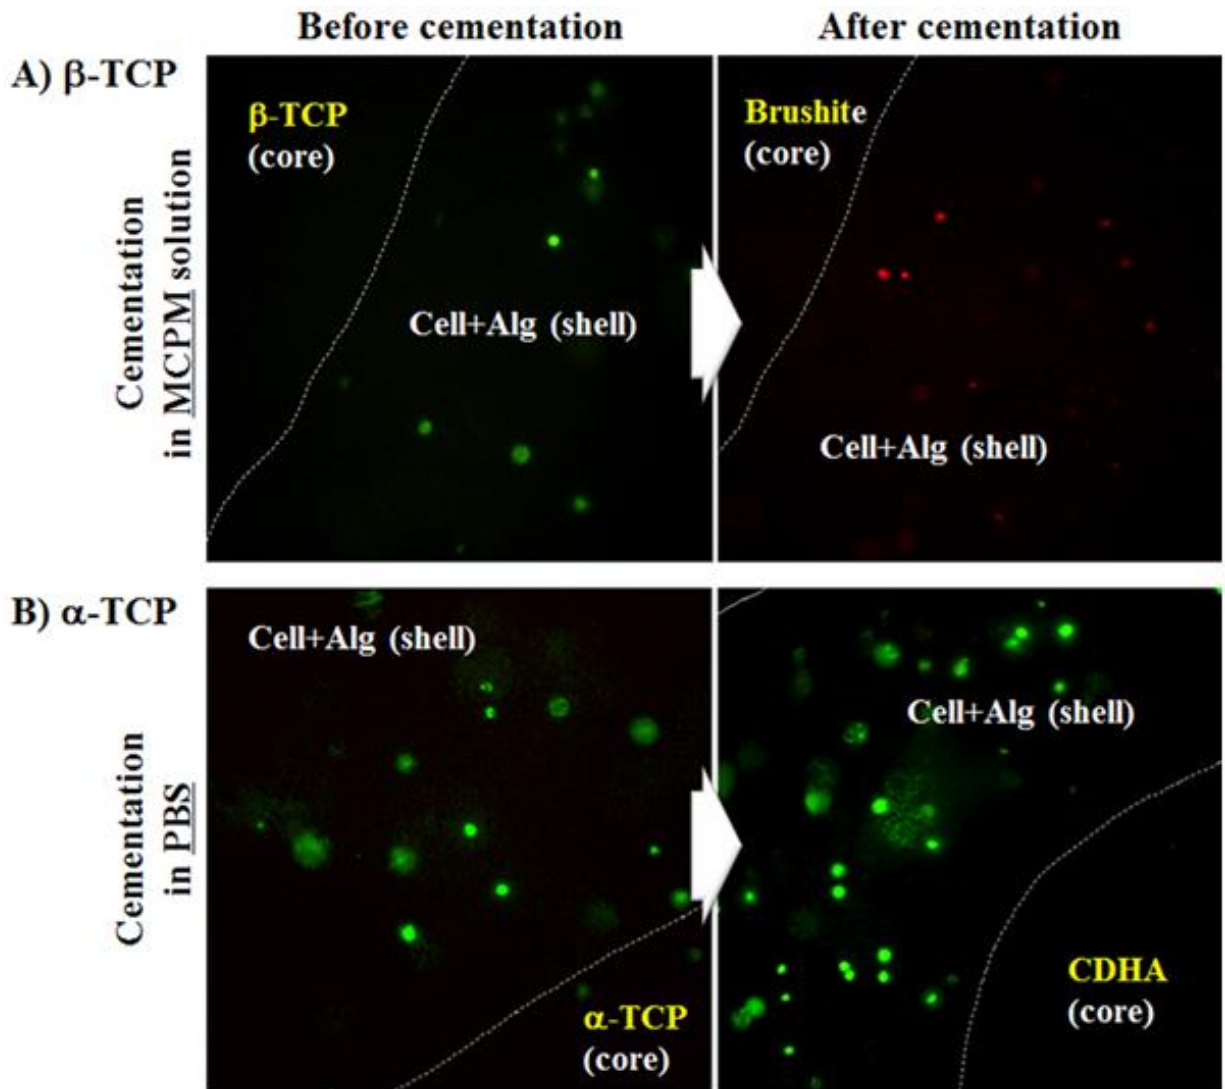 Before cementation
After cementation
A) β-TCP
Cementation
in MCPM solution
β-TCP
(core)
Cell+Alg (shell)
Brushite
(core)
Cell+Alg (shell)
B) α-TCP
Cementation
in PBS
Cell+Alg (shell)
α-TCP
(core)
Cell+Alg (shell)
CDHA
(core)